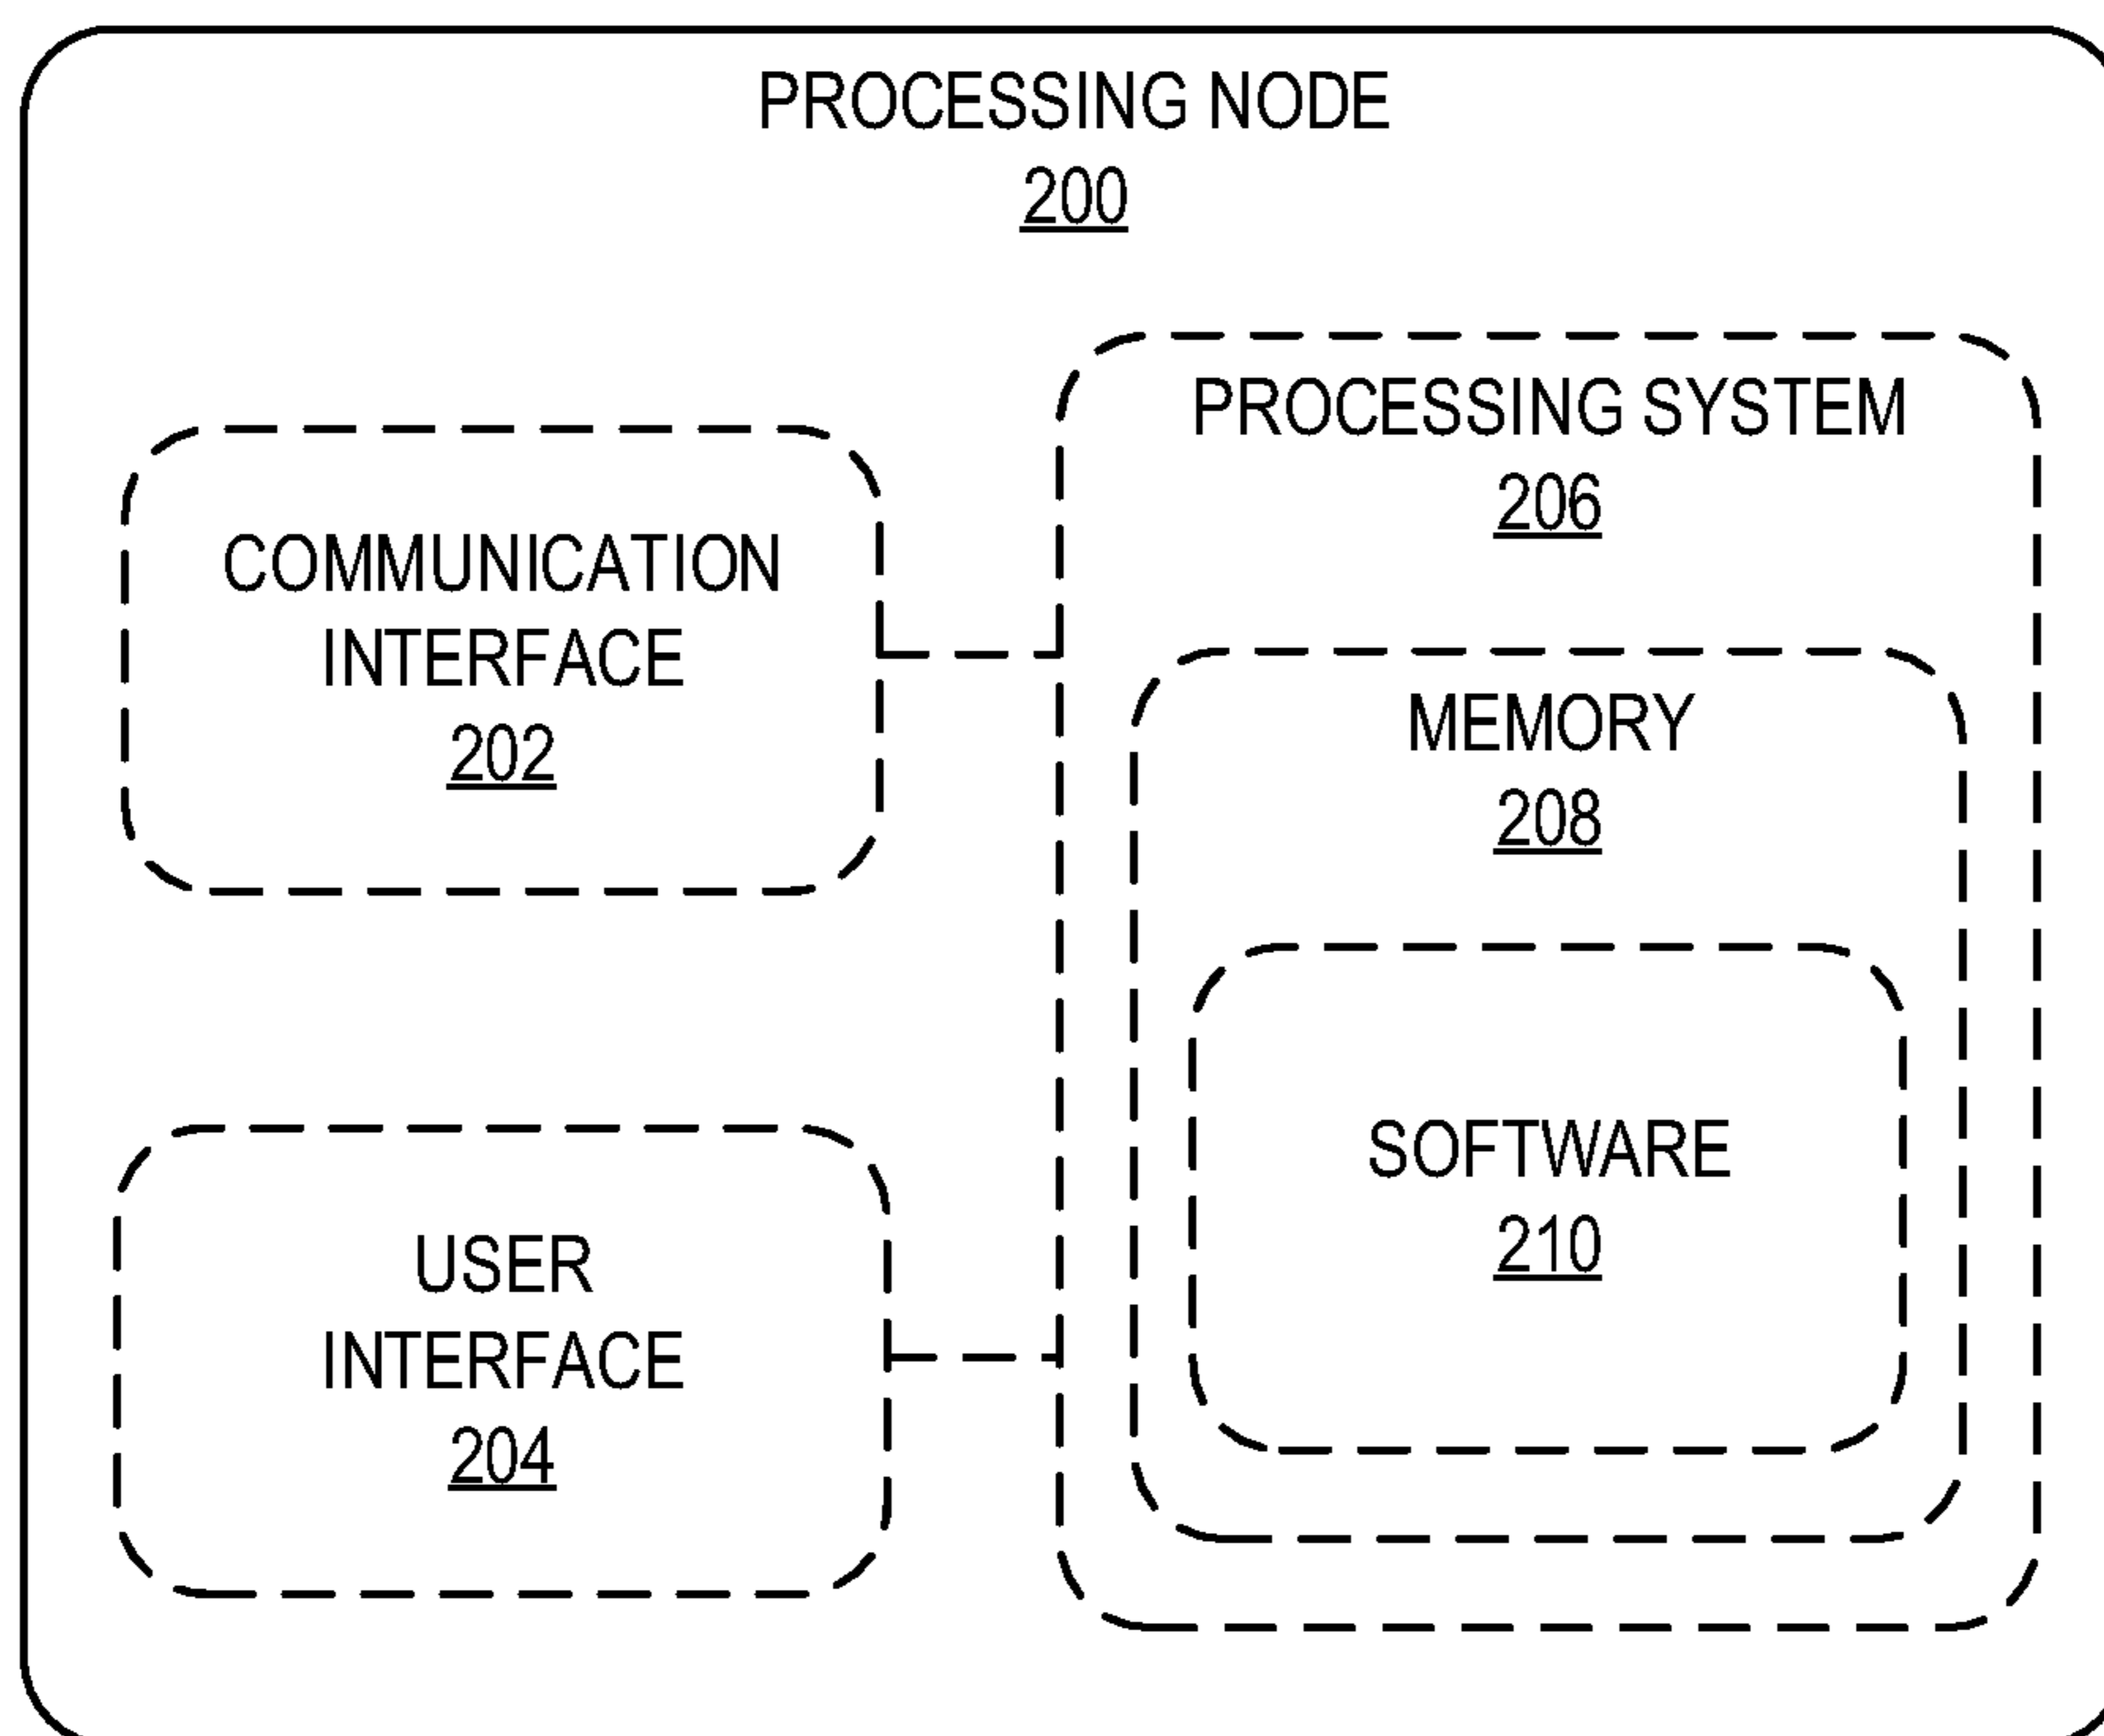 PROCESSING NODE
200
COMMUNICATION
INTERFACE
202
USER
INTERFACE
204
PROCESSING SYSTEM
206
MEMORY
208
SOFTWARE
210